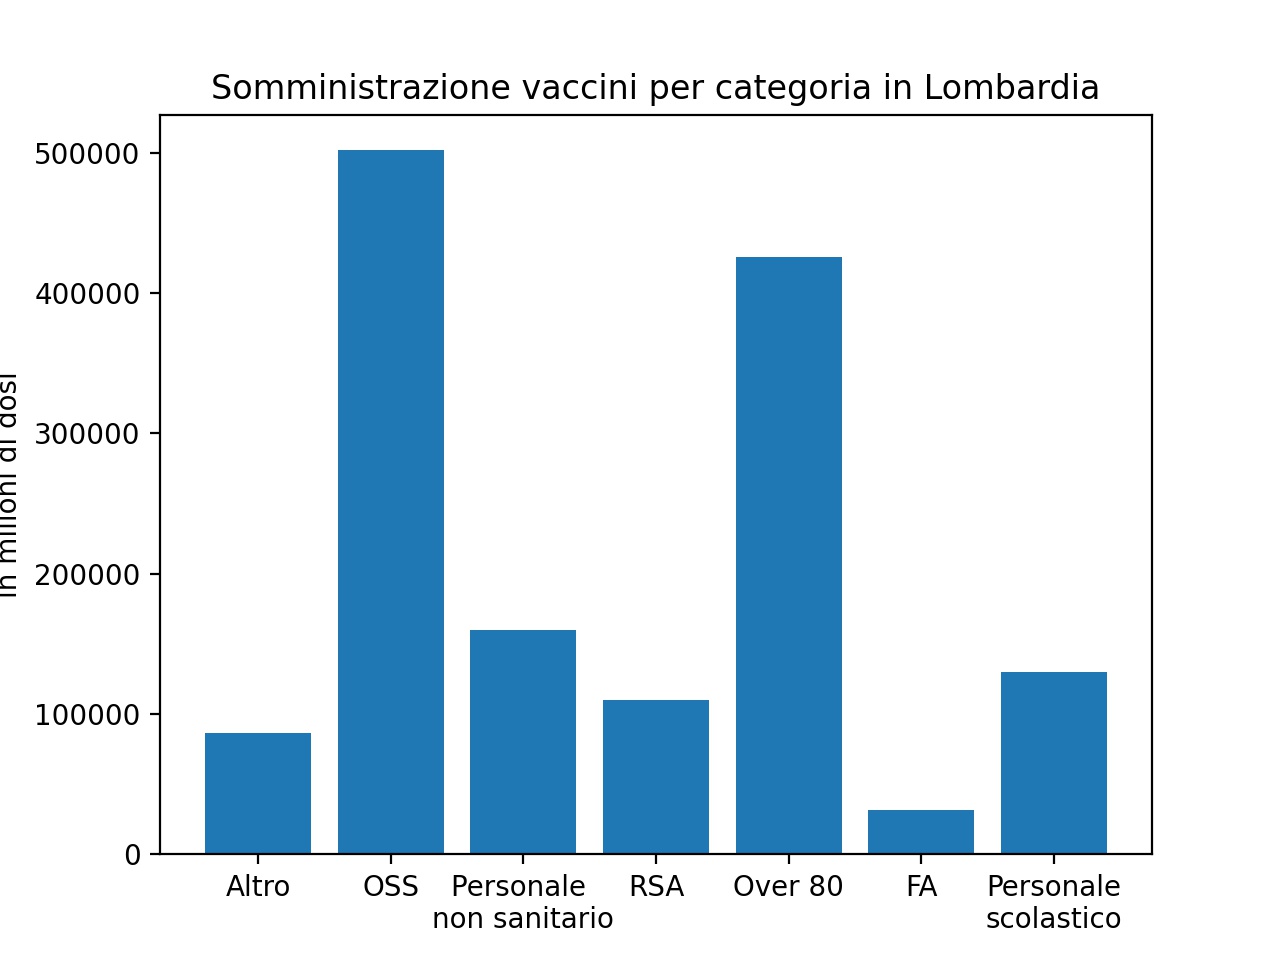 Somministrazione vaccini per categoria in Lombardia
500000
400000
300000
200000
100000
0
in milioni di dosi
Altro
OSS
Personale
non sanitario
RSA
Over 80
FA
Personale
scolastico